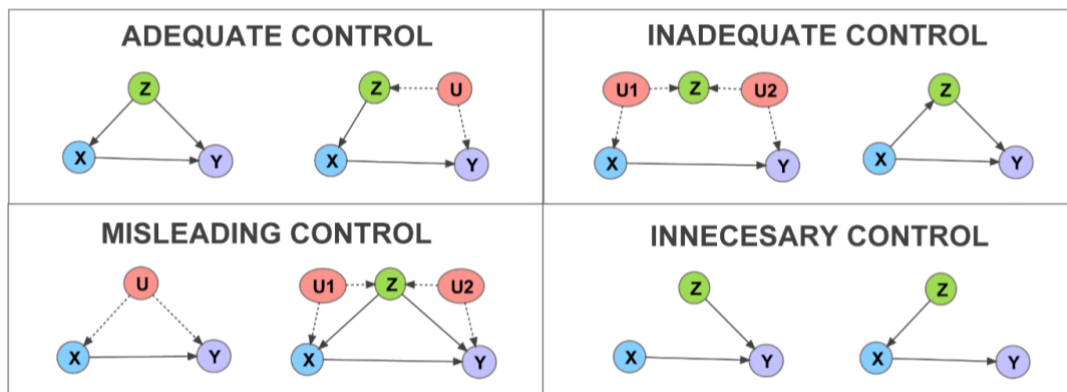 ADEQUATE CONTROL
Z
X
Y
Z
U
X
Y
INADEQUATE CONTROL
U1
Z
U2
X
Y
Z
X
Y
MISLEADING CONTROL
U
X
Y
U1
Z
U2
X
Y
INNECESARY CONTROL
Z
X
Y
Z
X
Y